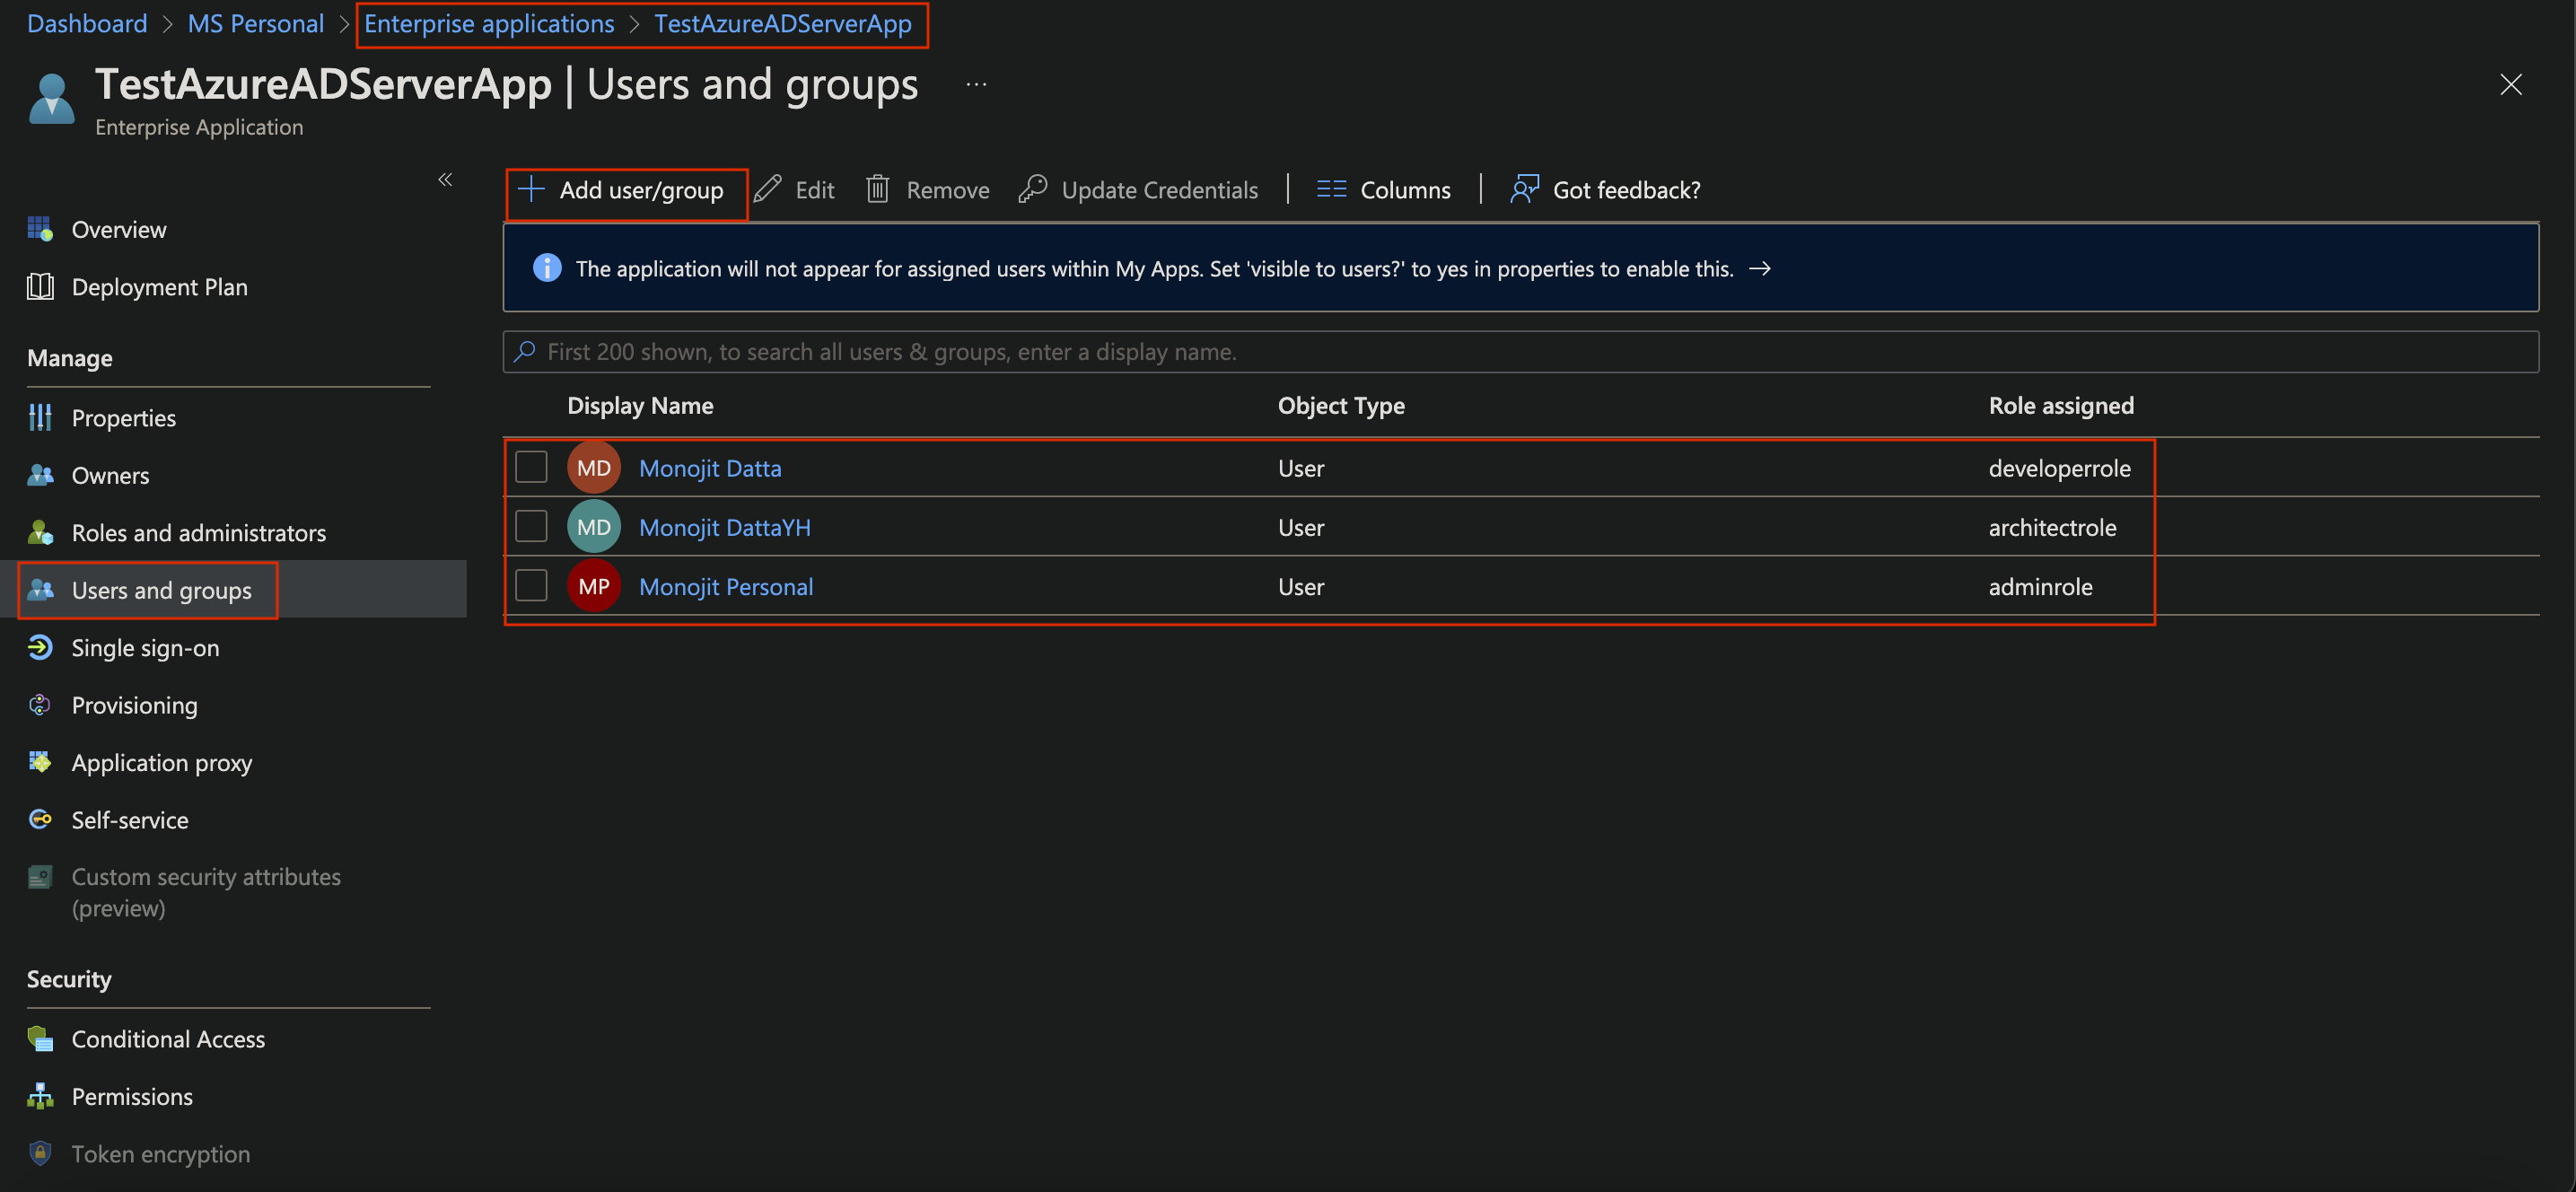 Dashboard > MS Personal > Enterprise applications > TestAzureADServerApp
TestAzureADServerApp | Users and groups ...
Enterprise Application
«
Add user/group Edit Remove Update Credentials | Columns | Got feedback?
The application will not appear for assigned users within My Apps. Set 'visible to users?' to yes in properties to enable this. →
First 200 shown, to search all users & groups, enter a display name.
Display Name Object Type Role assigned
MD Monojit Datta User developerrole
MD Monojit DattaYH User architectrole
MP Monojit Personal User adminrole
Overview
Deployment Plan
Manage
Properties
Owners
Roles and administrators
Users and groups
Single sign-on
Provisioning
Application proxy
Self-service
Custom security attributes
(preview)
Security
Conditional Access
Permissions
Token encryption